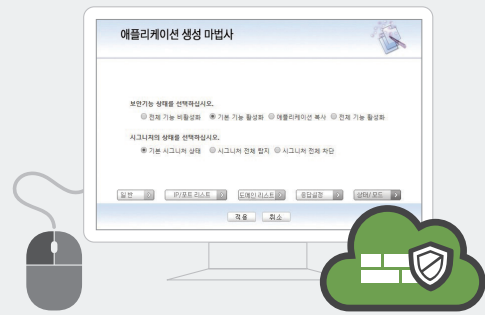 애플리케이션 생성 마법사
보안기능 상태를 선택하십시오.
전체 기능 비활성화 기본 기능 활성화 애플리케이션 복사 전체 기능 활성화
시그니처의 상태를 선택하십시오.
기본 시그니처 상태 시그니처 전체 탐지 시그니처 전체 차단
일반 IP/포트 리스트 도메인 리스트 응답설정 상태/모드
적용 취소